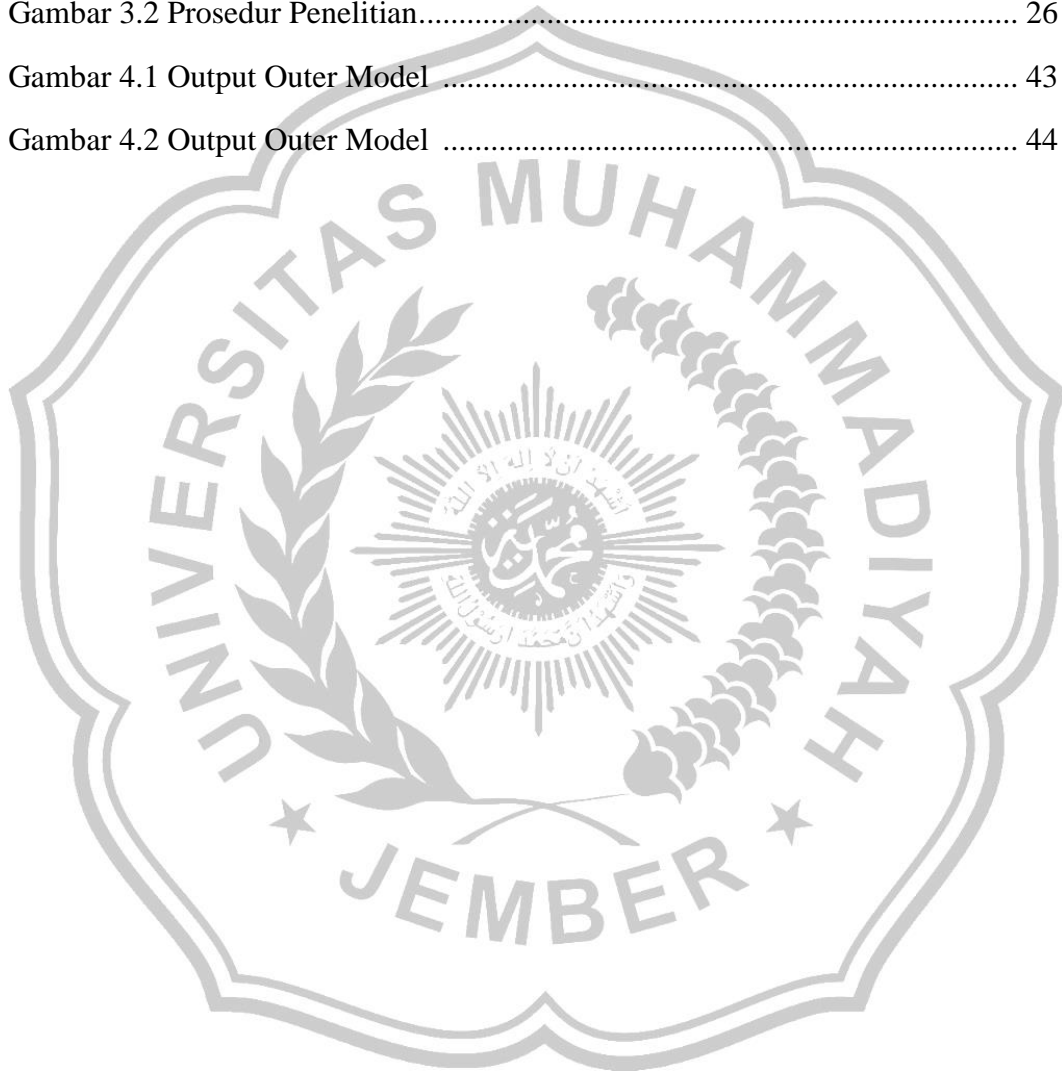 Gambar 3.2 Prosedur Penelitian..................................................................... 26
Gambar 4.1 Output Outer Model ................................................................... 43
Gambar 4.2 Output Outer Model ................................................................... 44
UNIVERSITAS MUHAMMADIYAH
JEMBER